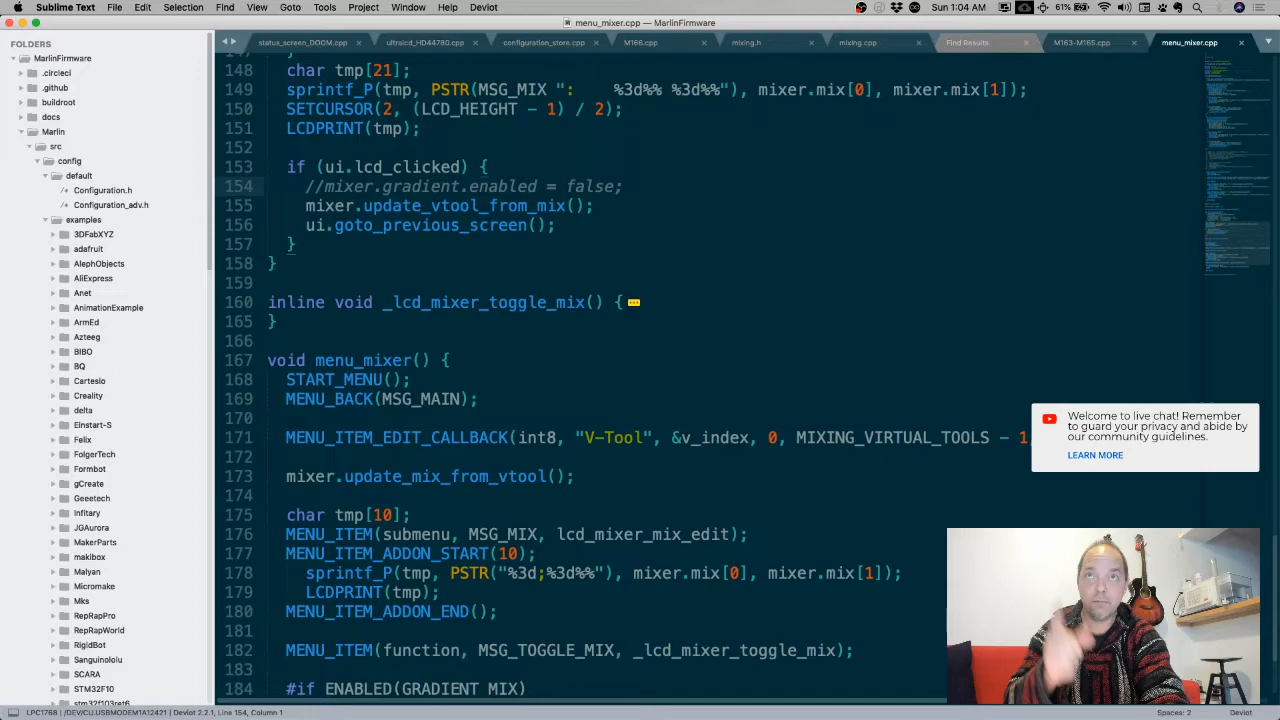 Sublime Text File Edit Selection Find View Goto Tools Project Window Help Deviot
61% Sun 1:04 AM
menu_mixer.cpp — MarlinFirmware
FOLDERS
MarlinFirmware
.circleci
.github
buildroot
docs
Marlin
src
config
default
Configuration.h
Configuration_adv.h
examples
3DFabXYZ
adafruit
AlephObjects
AliExpress
Anet
AnimationExample
ArmEd
Azteeg
BIBO
BQ
Cartesio
Creality
delta
Einstart-S
Felix
FolgerTech
Formbot
gCreate
Geeetech
Infitary
JGAurora
MakerParts
makibox
Malyan
Micromake
Mks
RepRapPro
RepRapWorld
RigidBot
Sanguinololu
SCARA
STM32F10
stm32f103ret6
status_screen_DOGM.cpp ultralcd_HD44780.cpp configuration_store.cpp M166.cpp mixing.h mixing.cpp Find Results M163-M165.cpp menu_mixer.cpp
148 char tmp[21];
149 sprintf_P(tmp, PSTR(MSG_MIX ":    %3d%% %3d%%"), mixer.mix[0], mixer.mix[1]);
150 SETCURSOR(2, (LCD_HEIGHT - 1) / 2);
151 LCDPRINT(tmp);
152
153 if (ui.lcd_clicked) {
154 //mixer.gradient.enabled = false;
155 mixer.update_vtool_from_mix();
156 ui.goto_prevous_screen();
157 }
158 }
159
160 inline void _lcd_mixer_toggle_mix() {
165 }
166
167 void menu_mixer() {
168 START_MENU();
169 MENU_BACK(MSG_MAIN);
170
171 MENU_ITEM_EDIT_CALLBACK(int8, "V-Tool", &v_index, 0, MIXING_VIRTUAL_TOOLS - 1
172
173 mixer.update_mix_from_vtool();
174
175 char tmp[10];
176 MENU_ITEM(submenu, MSG_MIX, lcd_mixer_mix_edit);
177 MENU_ITEM_ADDON_START(10);
178 sprintf_P(tmp, PSTR("%3d;%3d%%"), mixer.mix[0], mixer.mix[1]);
179 LCDPRINT(tmp);
180 MENU_ITEM_ADDON_END();
181
182 MENU_ITEM(function, MSG_TOGGLE_MIX, _lcd_mixer_toggle_mix);
183
184 #if ENABLED(GRADIENT_MIX)
Welcome to live chat! Remember
to guard your privacy and abide by
our community guidelines.
LEARN MORE
LPC1768 | /DEV/CU.USBMODEM1A12421 | Deviot 2.2.1, Line 154, Column 1
Spaces: 2 Deviot